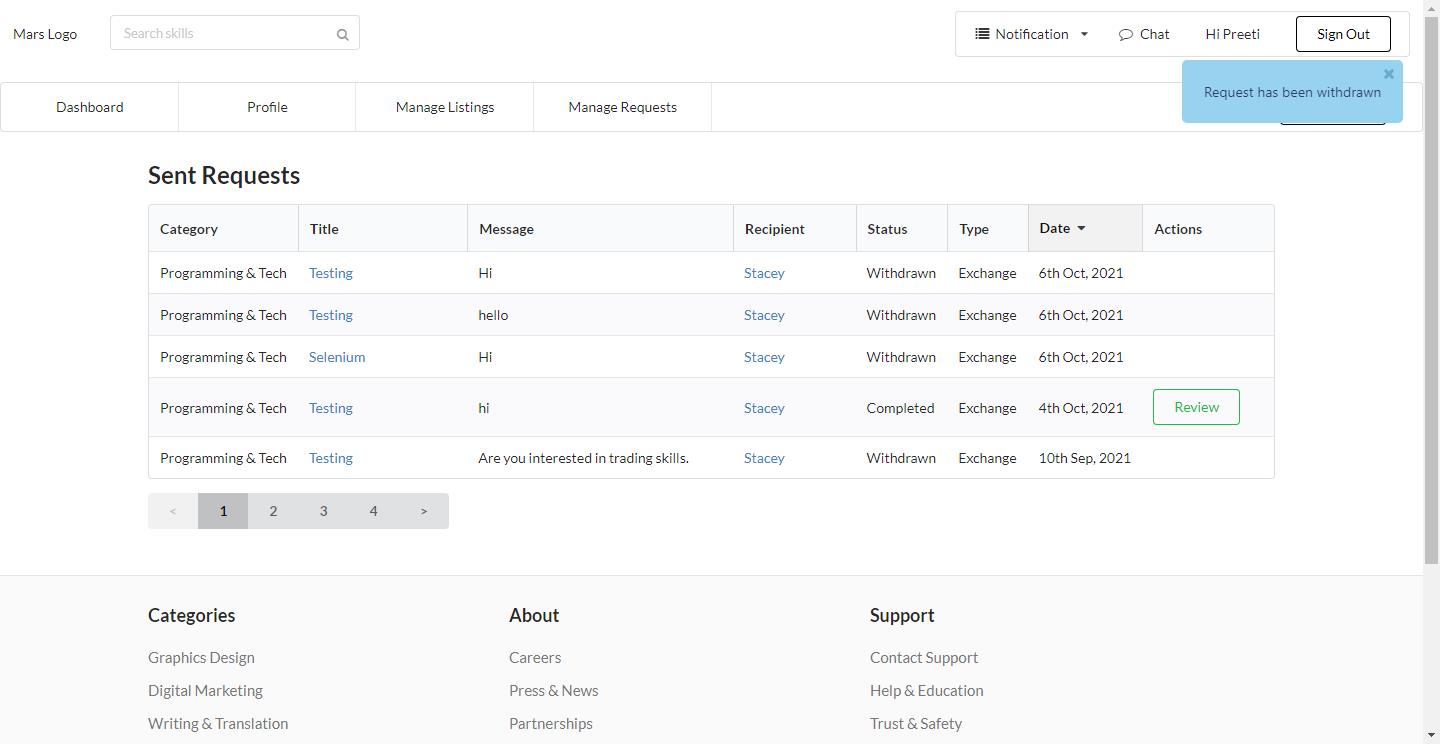 Mars Logo
Search skills
Notification
Chat
Hi Preeti
Sign Out
Request has been withdrawn
Dashboard
Profile
Manage Listings
Manage Requests
Sent Requests
Category Title Message Recipient Status Type Date Actions
Programming & Tech Testing Hi Stacey Withdrawn Exchange 6th Oct, 2021
Programming & Tech Testing hello Stacey Withdrawn Exchange 6th Oct, 2021
Programming & Tech Selenium Hi Stacey Withdrawn Exchange 6th Oct, 2021
Programming & Tech Testing hi Stacey Completed Exchange 4th Oct, 2021 Review
Programming & Tech Testing Are you interested in trading skills. Stacey Withdrawn Exchange 10th Sep, 2021
< 1 2 3 4 >
Categories
Graphics Design
Digital Marketing
Writing & Translation
About
Careers
Press & News
Partnerships
Support
Contact Support
Help & Education
Trust & Safety